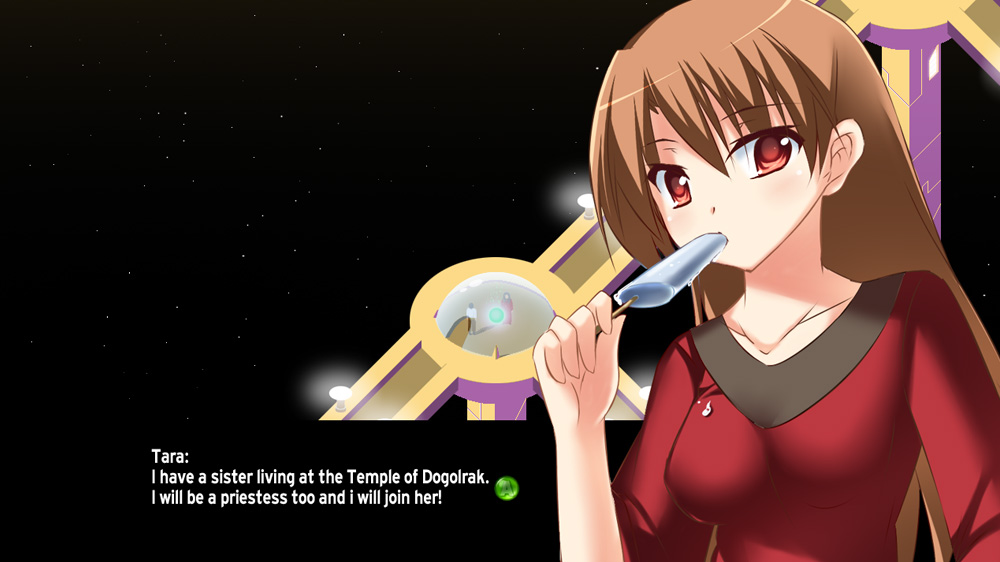 Tara:
I have a sister living at the Temple of Dogolrak.
I will be a priestess too and i will join her!
A